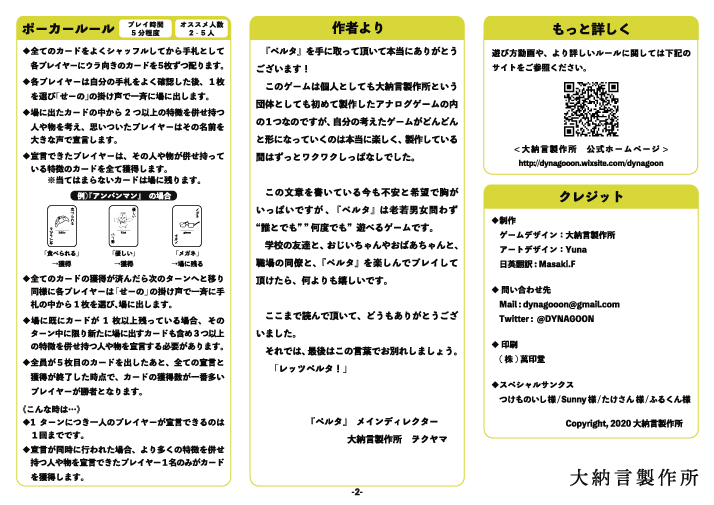 ポーカールール
プレイ時間
5分程度
オススメ人数
2 - 5 人
◆全てのカードをよくシャッフルしてから手札として
各プレイヤーにウラ向きのカードを5枚ずつ配ります。
◆各プレイヤーは自分の手札をよく確認した後、1枚
を選び「せーの」の掛け声で一斉に場に出します。
◆場に出たカードの中から2つ以上の特徴を併せ持つ
人や物を考え、思いついたプレイヤーはその名前を
大きな声で宣言します。
◆宣言できたプレイヤーは、その人や物が併せ持って
いる特徴のカードを全て獲得します。
※当てはまらないカードは場に残ります。
例）「アンパンマン」 の場合
「食べられる」
→獲得
「優しい」
→獲得
「メガネ」
→場に残る
◆全てのカードの獲得が済んだら次のターンへと移り
同様に各プレイヤーは「せーの」の掛け声で一斉に手
札の中から1枚を選び、場に出します。
◆場に既にカードが 1 枚以上残っている場合、その
ターン中に限り新たに場に出すカードも含め3つ以上
の特徴を併せ持つ人や物を宣言する必要があります。
◆全員が5枚目のカードを出したあと、全ての宣言と
獲得が終了した時点で、カードの獲得数が一番多い
プレイヤーが勝者となります。
《こんな時は…》
◆1 ターンにつき一人のプレイヤーが宣言できるのは
1回までです。
◆宣言が同時に行われた場合、より多くの特徴を併せ
持つ人や物を宣言できたプレイヤー1名のみがカード
を獲得します。
作者より
『ベルタ』を手に取って頂いて本当にありがとう
ございます！
このゲームは個人としても大納言製作所という
団体としても初めて製作したアナログゲームの内
の1つなのですが、自分の考えたゲームがどんどん
と形になっていくのは本当に楽しく、製作している
間はずっとワクワクしっぱなしでした。
この文章を書いている今も不安と希望で胸が
いっぱいですが、『ベルタ』は老若男女問わず
“誰とでも””何度でも” 遊べるゲームです。
学校の友達と、おじいちゃんやおばあちゃんと、
職場の同僚と、『ベルタ』を楽しんでプレイして
頂けたら、何よりも嬉しいです。
ここまで読んで頂いて、どうもありがとうござ
いました。
それでは、最後はこの言葉でお別れしましょう。
「レッツベルタ！」
『ベルタ』 メインディレクター
大納言製作所 ヲクヤマ
-2-
もっと詳しく
遊び方動画や、より詳しいルールに関しては下記の
サイトをご参照ください。
＜大納言製作所 公式ホームページ＞
http://dynagooon.wixsite.com/dynagoon
クレジット
◆制作
ゲームデザイン：大納言製作所
アートデザイン：Yuna
日英翻訳：Masaki.F
◆ 問い合わせ先
Mail : dynagooon@gmail.com
Twitter : @DYNAGOON
◆ 印刷
（株）萬印堂
◆スペシャルサンクス
つけものいし様/Sunny様/たけさん様/ふるくん様
Copyright, 2020 大納言製作所
大納言製作所